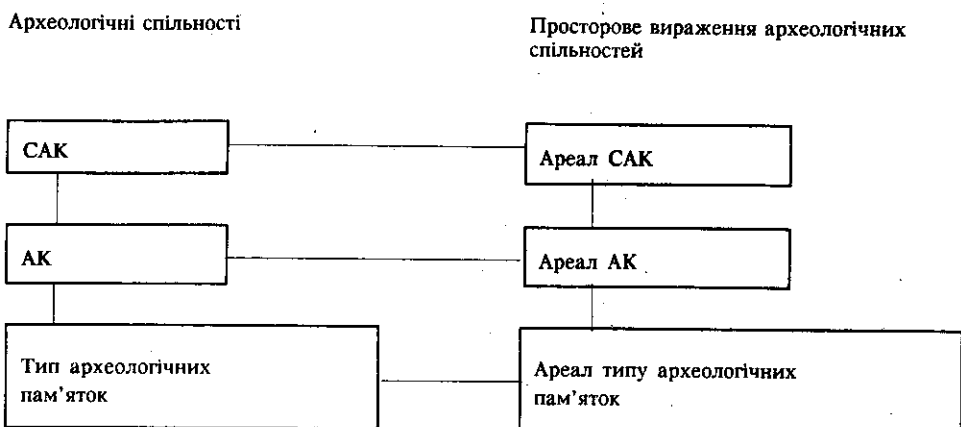 Археологічні спільності
Просторове вираження археологічних
спільностей
САК
Ареал САК
АК
Ареал АК
Тип археологічних
пам’яток
Ареал типу археологічних
пам’яток